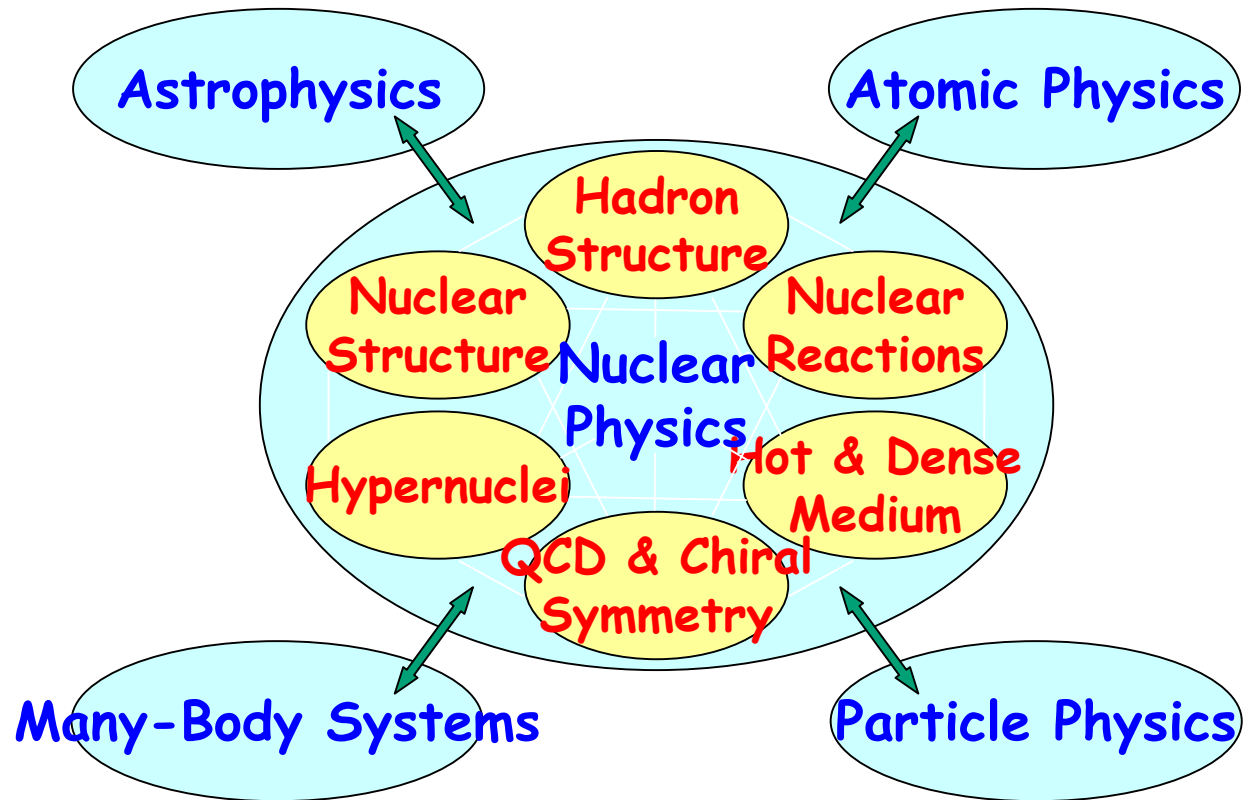 Astrophysics
Atomic Physics
Hadron
Structure
Nuclear
Structure
Nuclear
Reactions
Nuclear
Physics
Hypernuclei
Hot & Dense
Medium
QCD & Chiral
Symmetry
Many-Body Systems
Particle Physics